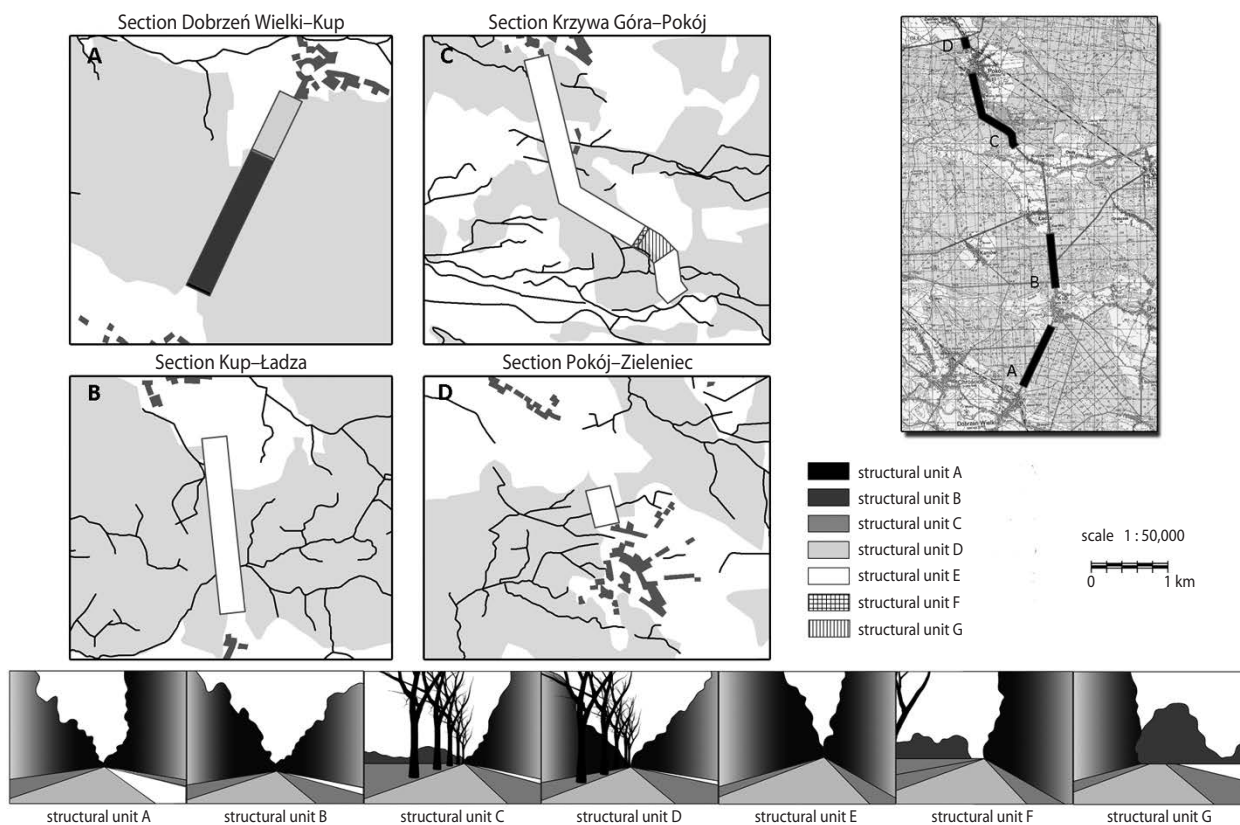 Section Dobrzeń Wielki–Kup
A
Section Krzywa Góra–Pokój
C
Section Kup–Ładza
B
Section Pokój–Zieleniec
D
D
C
B
A
Dobrzeń Wielki
structural unit A
structural unit B
structural unit C
structural unit D
structural unit E
structural unit F
structural unit G
scale 1 : 50,000
0 1 km
structural unit A
structural unit B
structural unit C
structural unit D
structural unit E
structural unit F
structural unit G